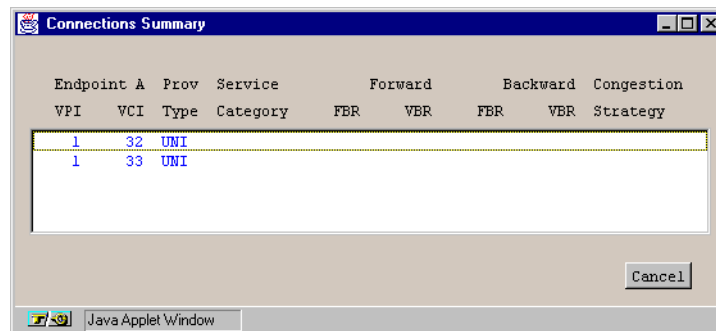 Connections Summary
Endpoint A Prov Service Forward Backward Congestion
VPI VCI Type Category FBR VBR FBR VBR Strategy
1 32 UNI
1 33 UNI
Cancel
Java Applet Window